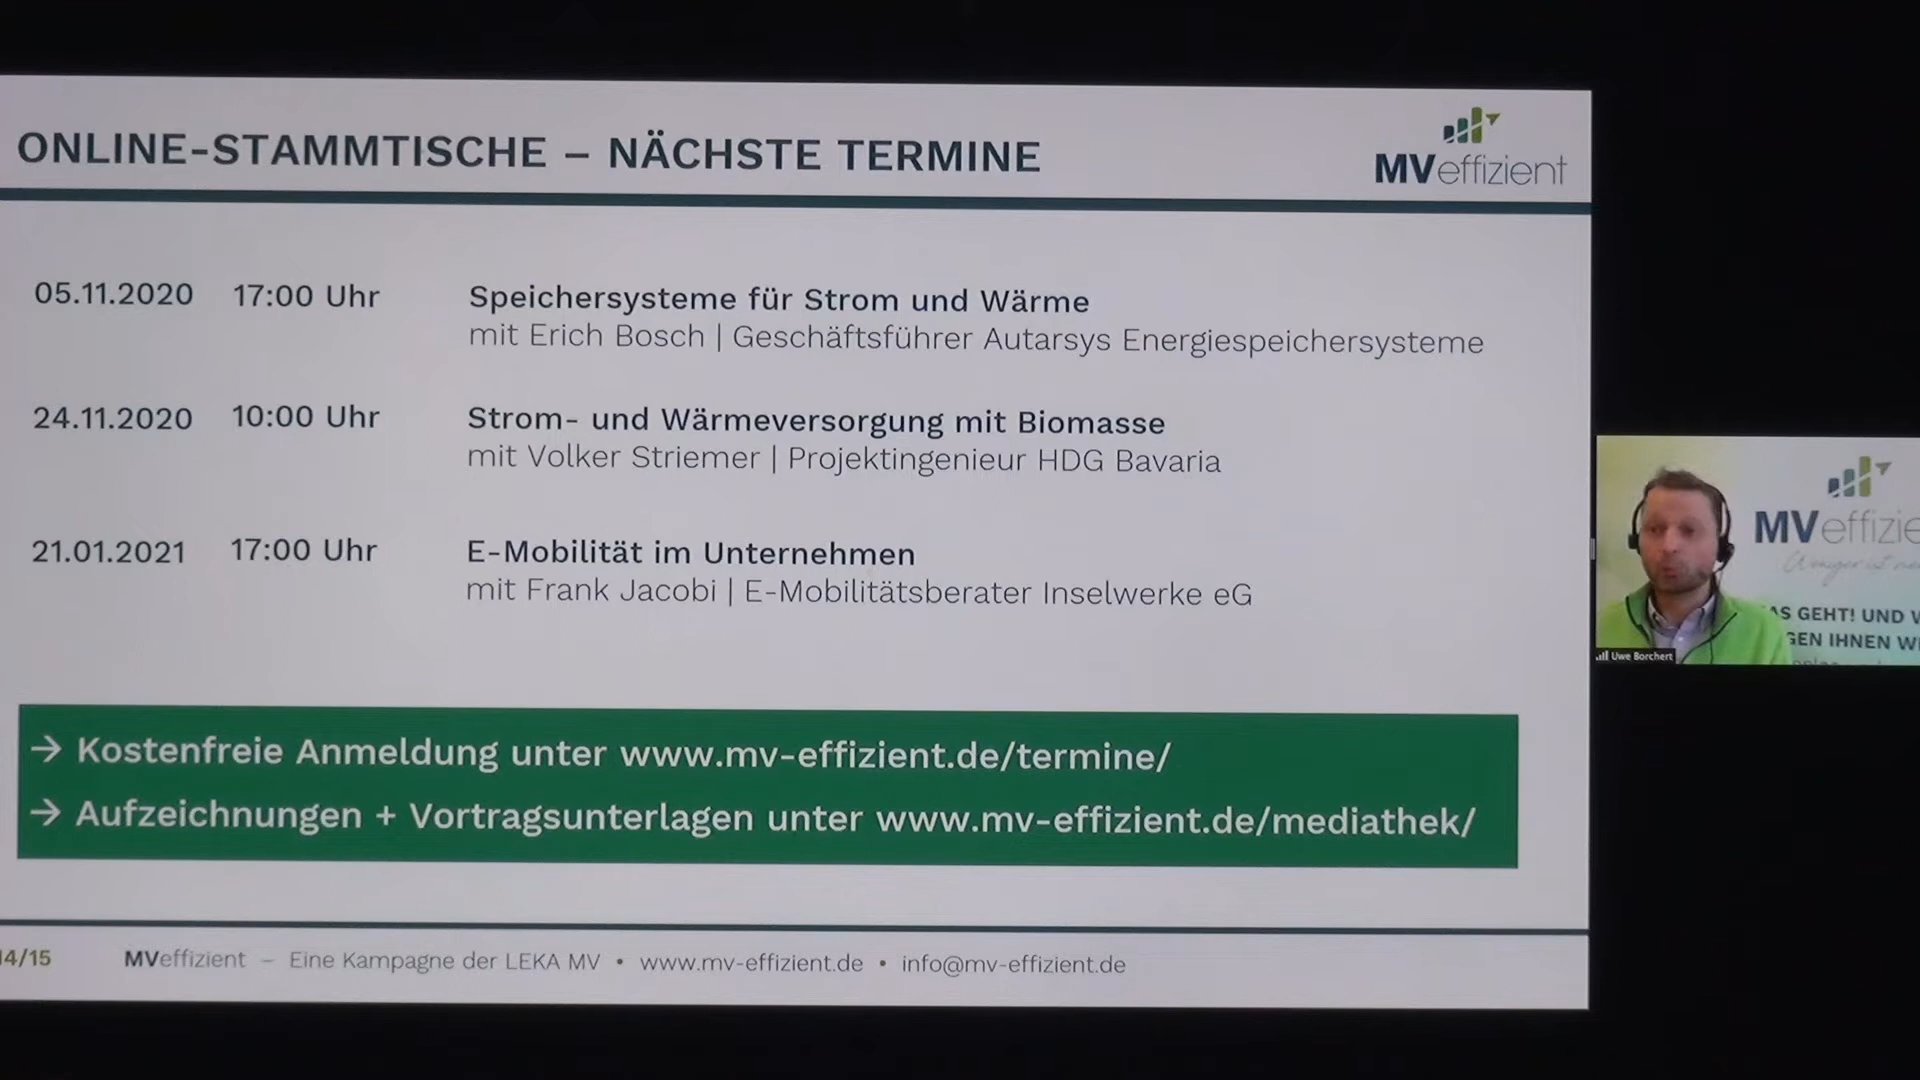 ONLINE-STAMMTISCHE – NÄCHSTE TERMINE
MVeffizient
05.11.2020 17:00 Uhr Speichersysteme für Strom und Wärme
mit Erich Bosch | Geschäftsführer Autarsys Energiespeichersysteme
24.11.2020 10:00 Uhr Strom- und Wärmeversorgung mit Biomasse
mit Volker Striemer | Projektingenieur HDG Bavaria
21.01.2021 17:00 Uhr E-Mobilität im Unternehmen
mit Frank Jacobi | E-Mobilitätsberater Inselwerke eG
→ Kostenfreie Anmeldung unter www.mv-effizient.de/termine/
→ Aufzeichnungen + Vortragsunterlagen unter www.mv-effizient.de/mediathek/
14/15 MVeffizient – Eine Kampagne der LEKA MV • www.mv-effizient.de • info@mv-effizient.de
MVeffizie
Weniger ist
AS GEHT! UND
GEN IHNEN
Uwe Borchert